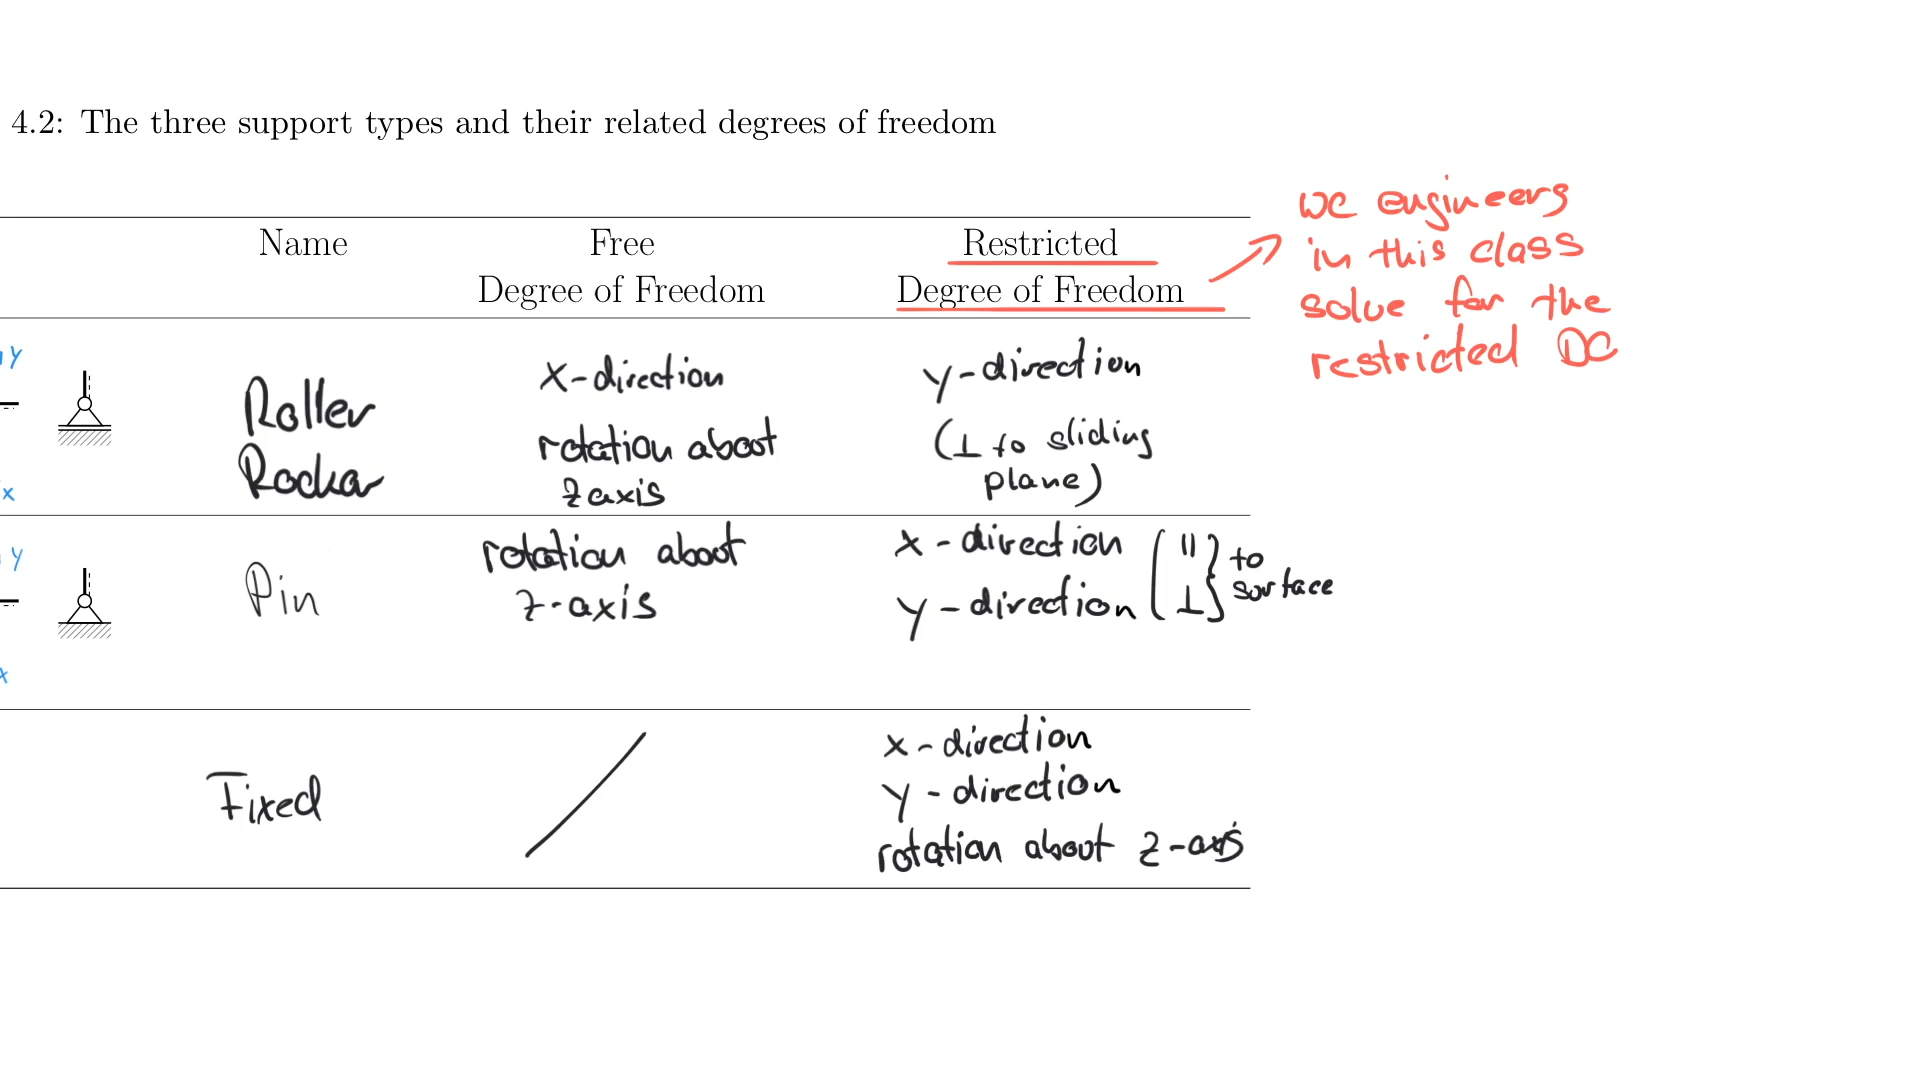 4.2: The three support types and their related degrees of freedom
Name Free Restricted
Degree of Freedom Degree of Freedom
we engineers
in this class
solve for the
restricted DC
y
x
Roller
Rocker
x-direction
rotation about
z axis
y-direction
(⊥ to sliding
plane)
y
x
Pin
rotation about
z-axis
x-direction
y-direction
( || ⊥ } to
surface
Fixed
/
x-direction
y-direction
rotation about z-axis